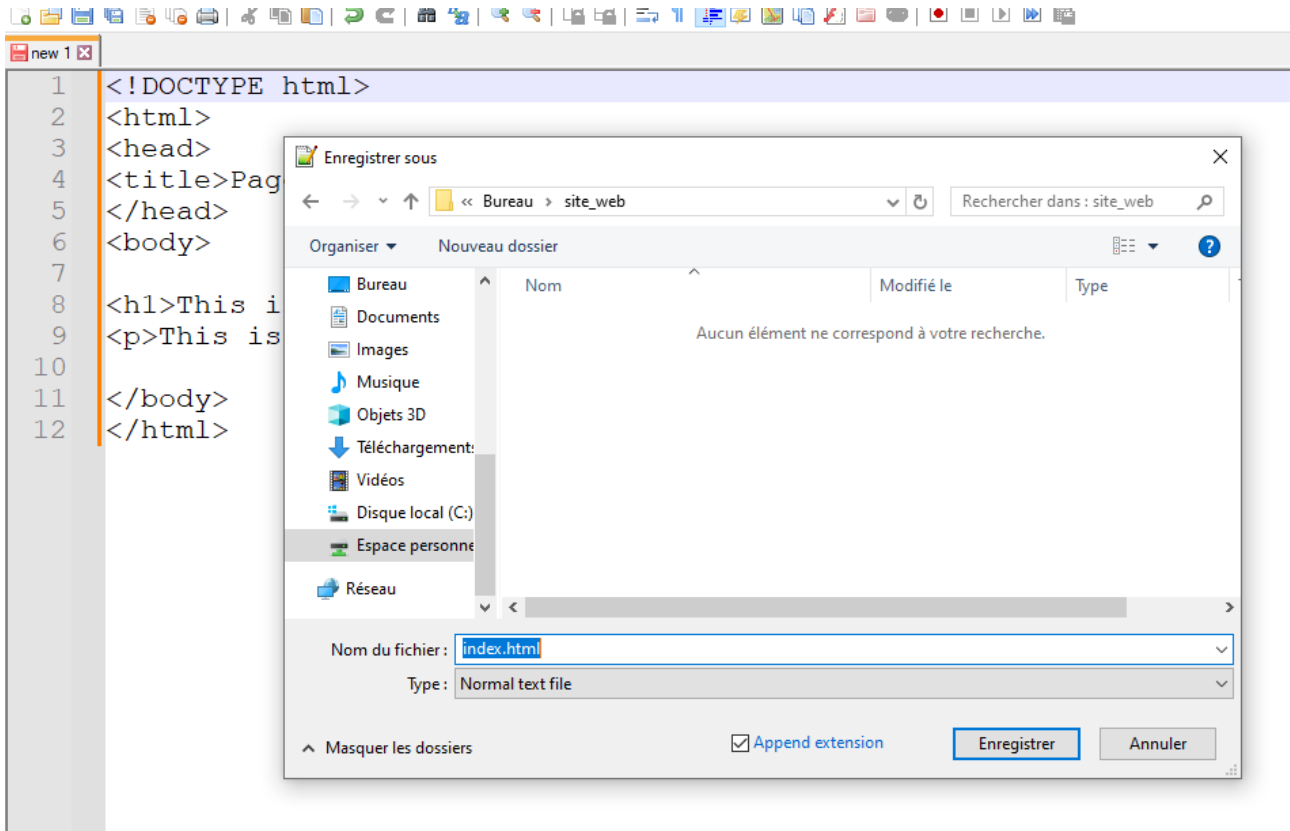 new 1
1 <!DOCTYPE html>
2 <html>
3 <head>
4 <title>Pag
5 </head>
6 <body>
7
8 <h1>This i
9 <p>This is
10
11 </body>
12 </html>
Enregistrer sous
« Bureau › site_web
Rechercher dans : site_web
Organiser
Nouveau dossier
Bureau
Documents
Images
Musique
Objets 3D
Téléchargements
Vidéos
Disque local (C:)
Espace personne
Réseau
Nom Modifié le Type
Aucun élément ne correspond à votre recherche.
Nom du fichier : index.html
Type : Normal text file
Masquer les dossiers
Append extension
Enregistrer
Annuler